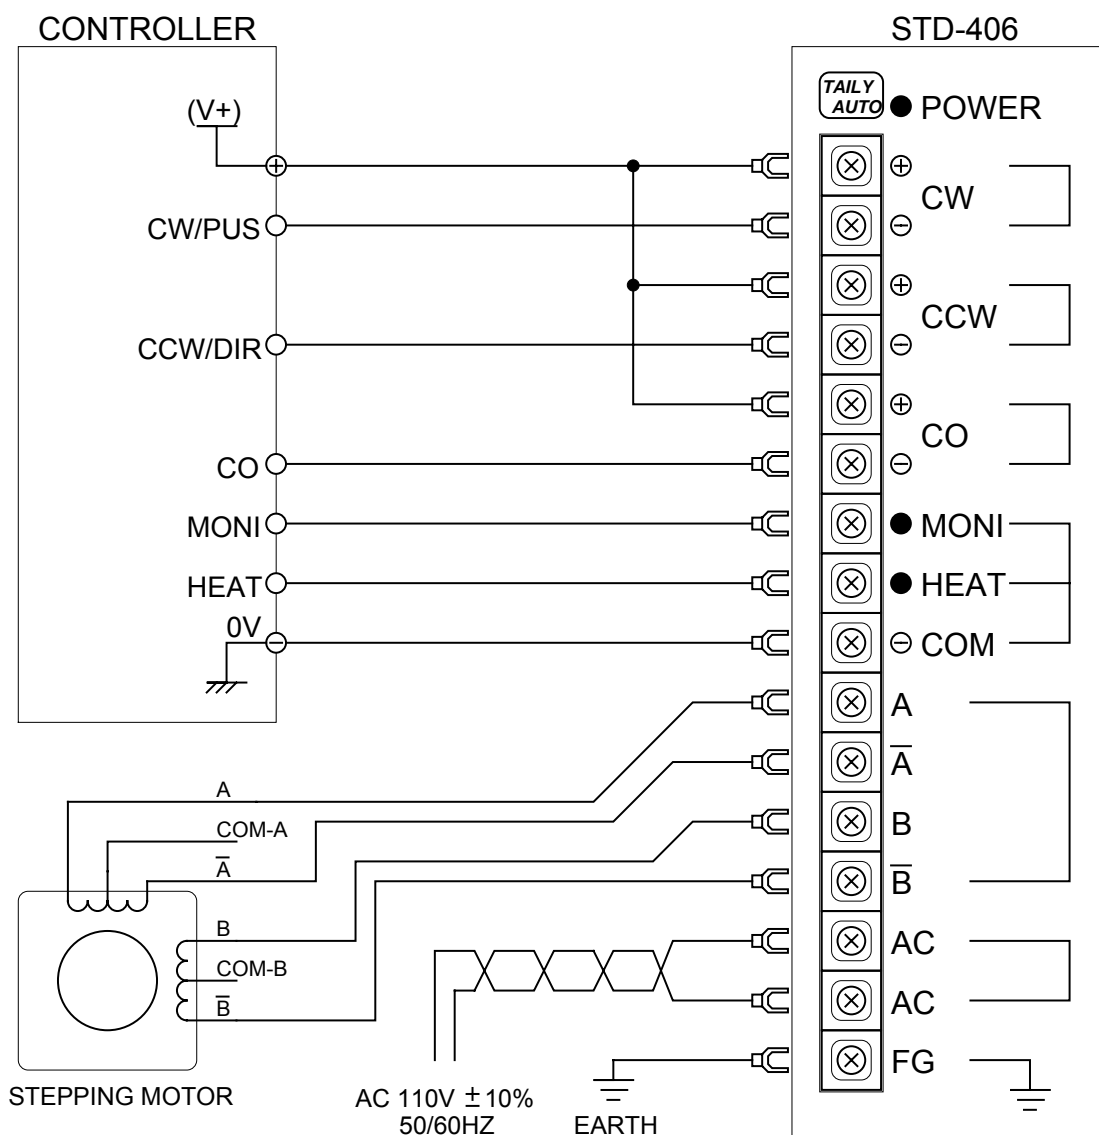 CONTROLLER
STD-406
TAILY
AUTO
POWER
(V+)
CW
CW/PUS
CCW
CCW/DIR
CO
CO
MONI
MONI
HEAT
HEAT
0V
COM
A
A̅
B
B̅
AC
AC
FG
A
COM-A
A̅
B
COM-B
B̅
STEPPING MOTOR
AC 110V ±10%
50/60HZ
EARTH